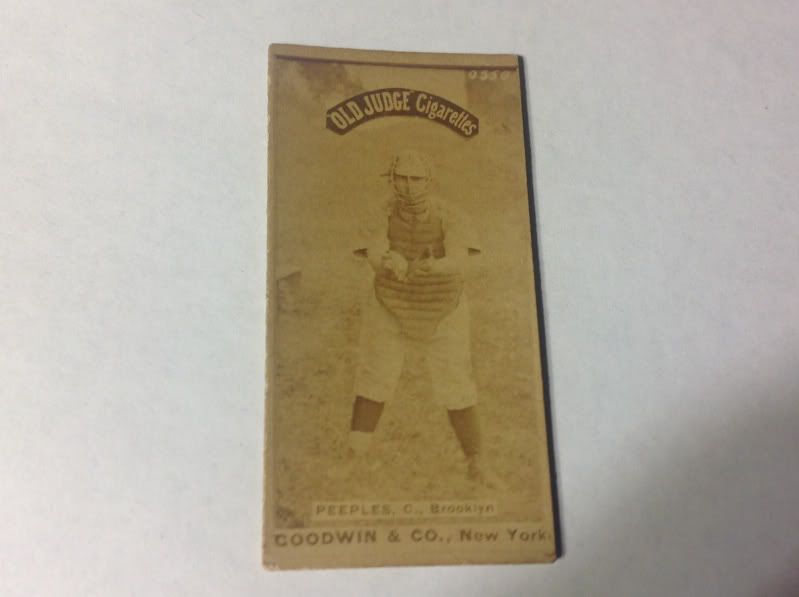 0350
OLD JUDGE Cigarettes
PEEPLES, C., Brooklyn
GOODWIN & CO., New York.